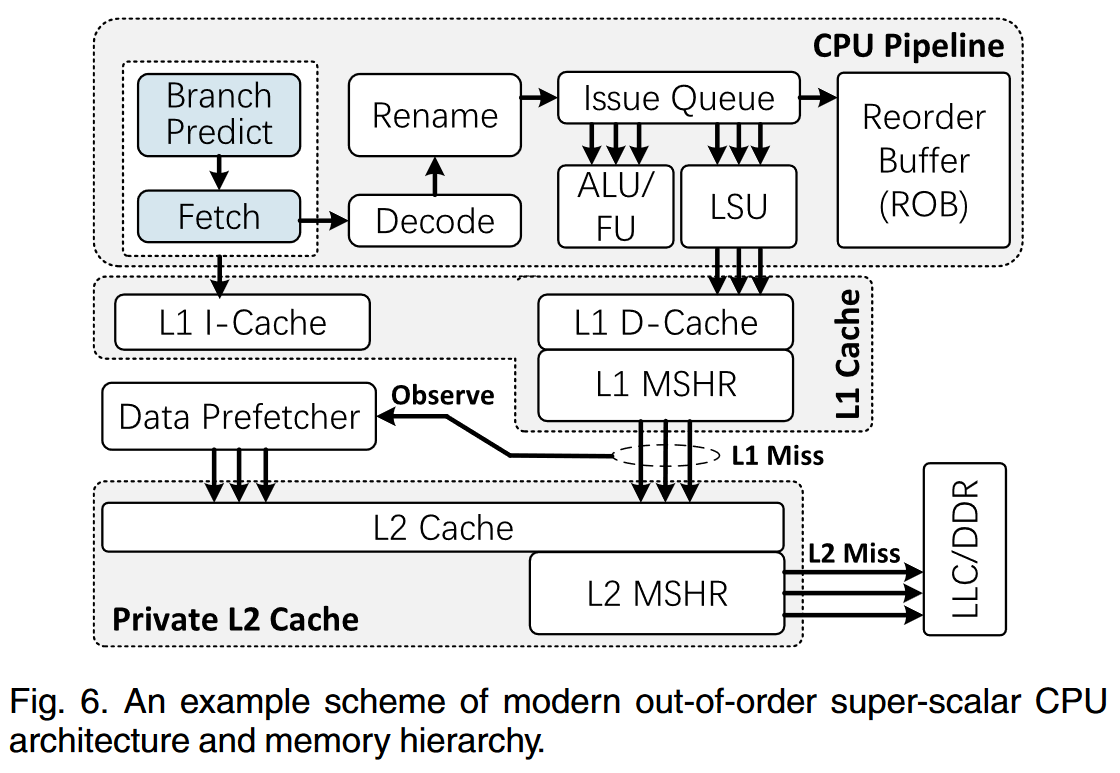 CPU Pipeline
Branch
Predict
Fetch
Rename
Decode
Issue Queue
ALU/
FU
LSU
Reorder
Buffer
(ROB)
L1 I-Cache
L1 D-Cache
L1 MSHR
L1 Cache
Data Prefetcher
Observe
L1 Miss
L2 Cache
L2 MSHR
L2 Miss
LLC/DDR
Private L2 Cache
Fig. 6. An example scheme of modern out-of-order super-scalar CPU
architecture and memory hierarchy.